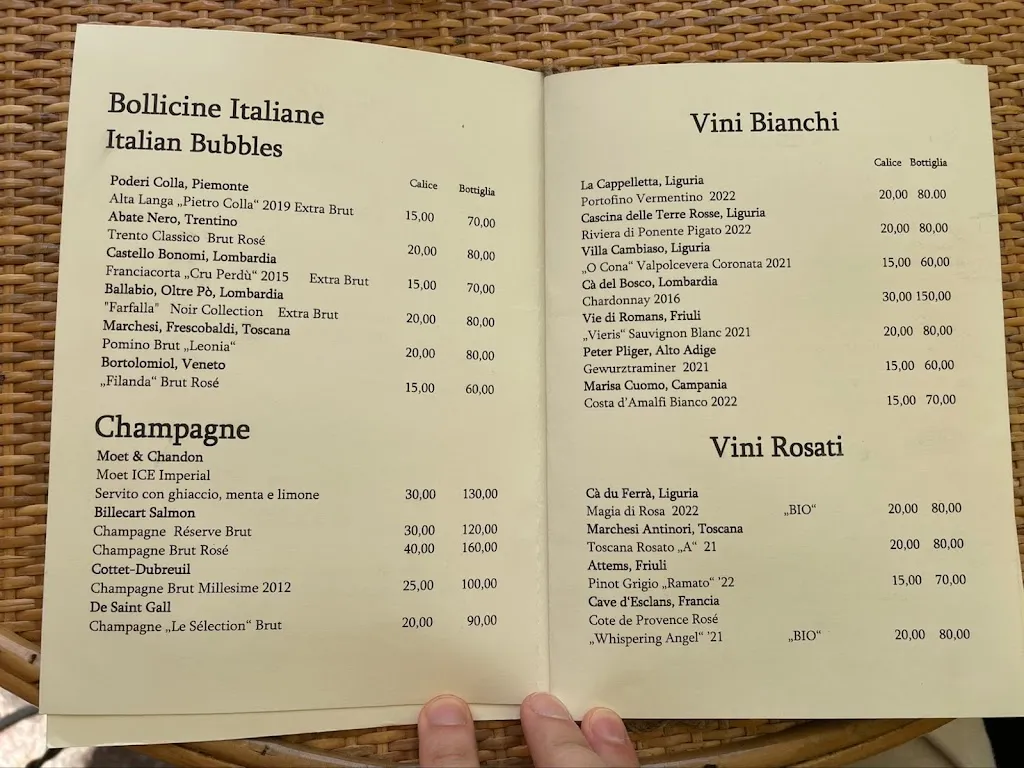 Bollicine Italiane
Italian Bubbles
Calice Bottiglia
Poderi Colla, Piemonte
Alta Langa „Pietro Colla“ 2019 Extra Brut 15,00 70,00
Abate Nero, Trentino
Trento Classico Brut Rosé 20,00 80,00
Castello Bonomi, Lombardia
Franciacorta „Cru Perdù“ 2015 Extra Brut 15,00 70,00
Ballabio, Oltre Pò, Lombardia
"Farfalla" Noir Collection Extra Brut 20,00 80,00
Marchesi, Frescobaldi, Toscana
Pomino Brut „Leonia“ 20,00 80,00
Bortolomiol, Veneto
„Filanda“ Brut Rosé 15,00 60,00
Champagne
Moet & Chandon
Moet ICE Imperial
Servito con ghiaccio, menta e limone 30,00 130,00
Billecart Salmon
Champagne Réserve Brut 30,00 120,00
Champagne Brut Rosé 40,00 160,00
Cottet-Dubreuil
Champagne Brut Millesime 2012 25,00 100,00
De Saint Gall
Champagne „Le Sélection“ Brut 20,00 90,00
Vini Bianchi
Calice Bottiglia
La Cappelletta, Liguria
Portofino Vermentino 2022 20,00 80.00
Cascina delle Terre Rosse, Liguria
Riviera di Ponente Pigato 2022 20,00 80,00
Villa Cambiaso, Liguria
„O Cona“ Valpolcevera Coronata 2021 15,00 60,00
Cà del Bosco, Lombardia
Chardonnay 2016 30,00 150,00
Vie di Romans, Friuli
„Vieris“ Sauvignon Blanc 2021 20,00 80,00
Peter Pliger, Alto Adige
Gewurztraminer 2021 15,00 60,00
Marisa Cuomo, Campania
Costa d'Amalfi Bianco 2022 15,00 70,00
Vini Rosati
Cà du Ferrà, Liguria
Magia di Rosa 2022 „BIO“ 20,00 80,00
Marchesi Antinori, Toscana
Toscana Rosato „A“ 21 20,00 80,00
Attems, Friuli
Pinot Grigio „Ramato“ '22 15,00 70,00
Cave d'Esclans, Francia
Cote de Provence Rosé
„Whispering Angel“ '21 „BIO“ 20,00 80,00